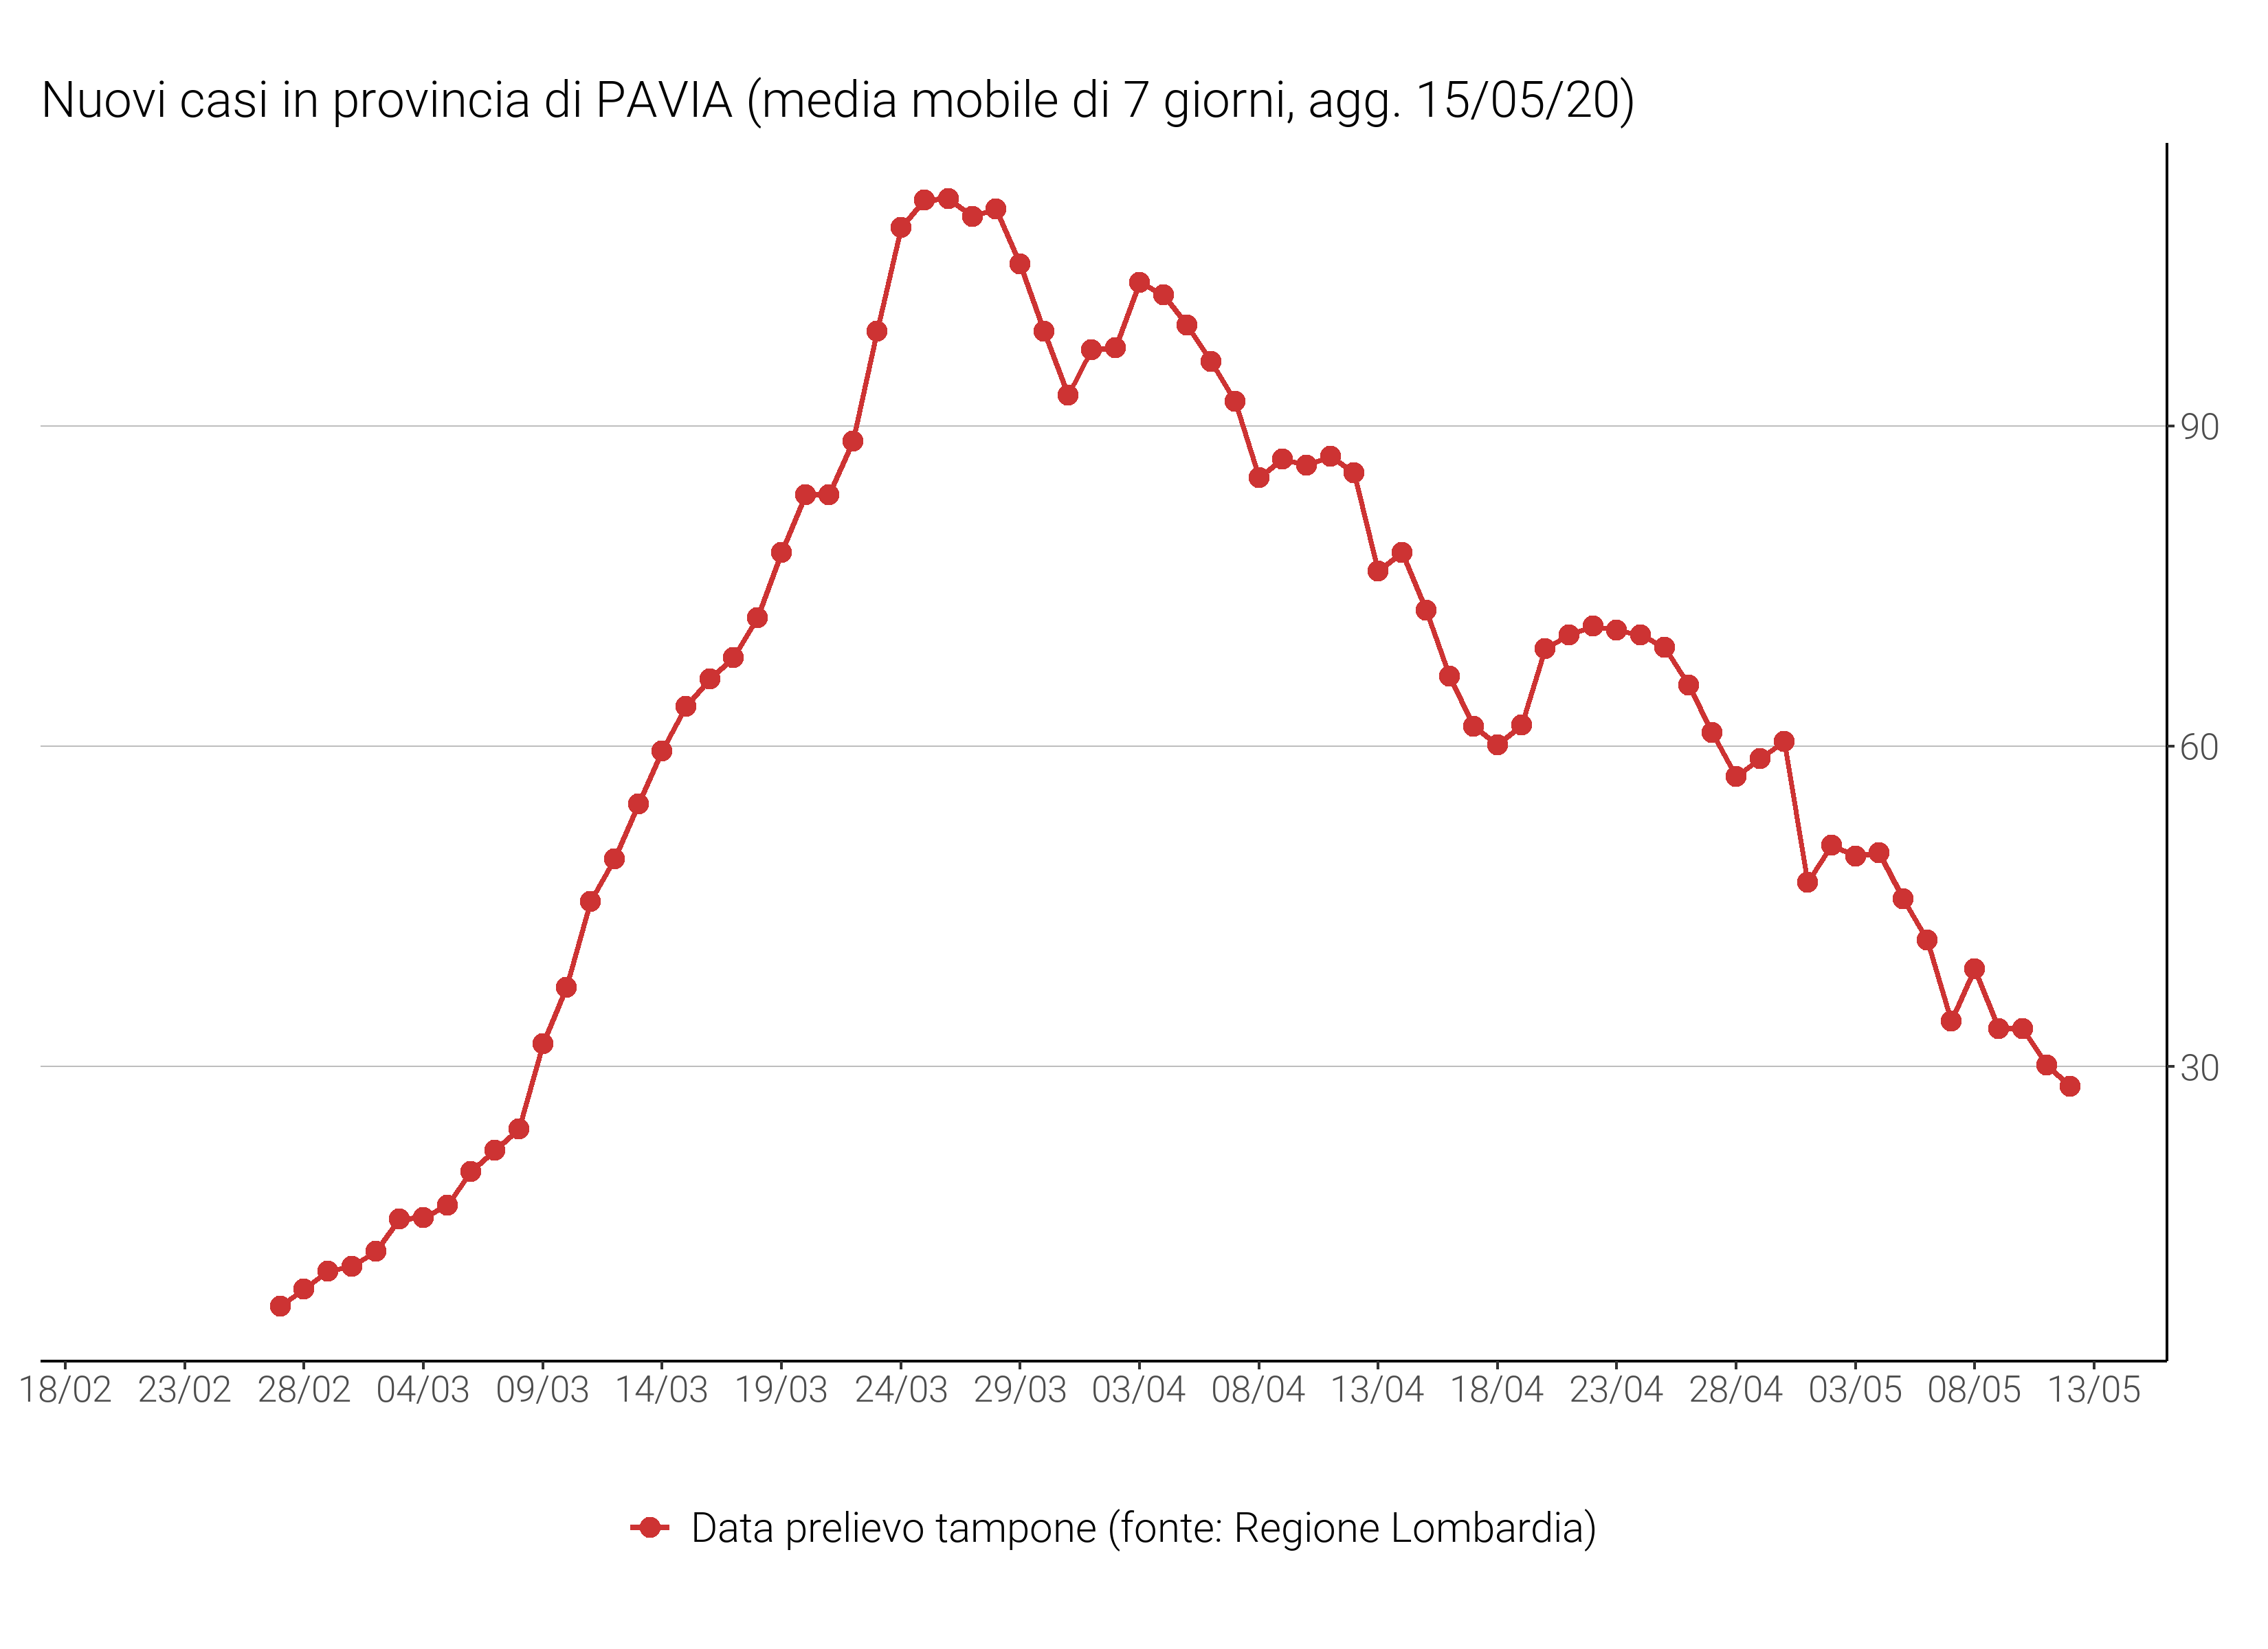 Nuovi casi in provincia di PAVIA (media mobile di 7 giorni, agg. 15/05/20)
90
60
30
18/02 23/02 28/02 04/03 09/03 14/03 19/03 24/03 29/03 03/04 08/04 13/04 18/04 23/04 28/04 03/05 08/05 13/05
Data prelievo tampone (fonte: Regione Lombardia)